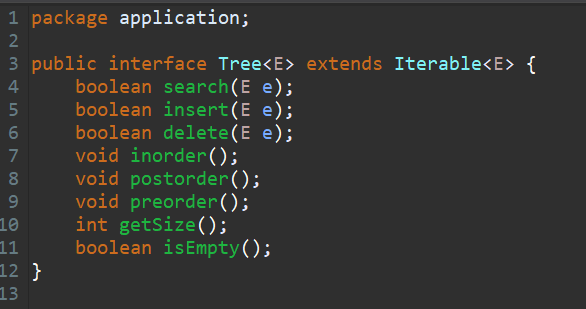 1 package application;
2
3 public interface Tree<E> extends Iterable<E> {
4     boolean search(E e);
5     boolean insert(E e);
6     boolean delete(E e);
7     void inorder();
8     void postorder();
9     void preorder();
10     int getSize();
11     boolean isEmpty();
12 }
13